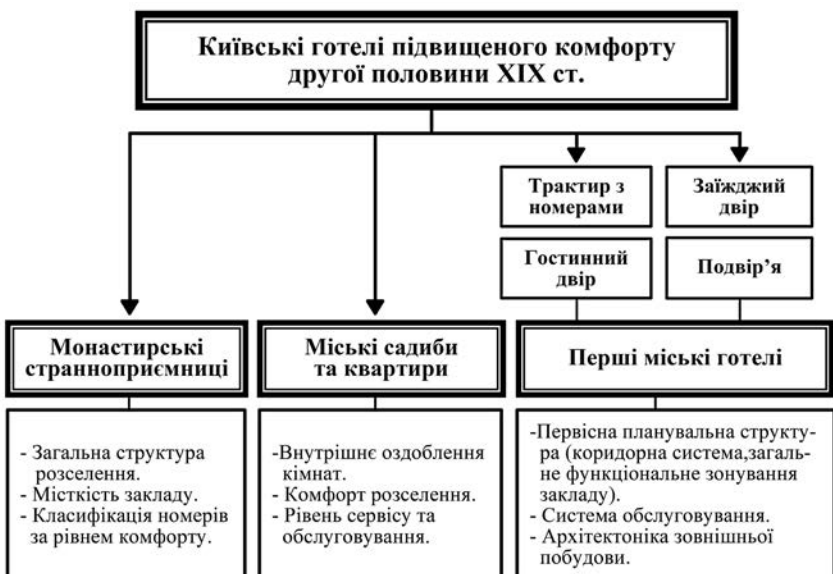 Київські готелі підвищеного комфорту
другої половини ХІХ ст.
Трактир з
номерами
Заїжджий
двір
Гостинний
двір
Подвір’я
Монастирські
странноприємниці
Міські садиби
та квартири
Перші міські готелі
- Загальна структура
розселення.
- Місткість закладу.
- Класифікація номерів
за рівнем комфорту.
-Внутрішнє оздоблення
кімнат.
- Комфорт розселення.
- Рівень сервісу та
обслуговування.
-Первісна планувальна структу-
ра (коридорна система,загаль-
не функціональне зонування
закладу).
- Система обслуговування.
- Архітектоніка зовнішньої
побудови.